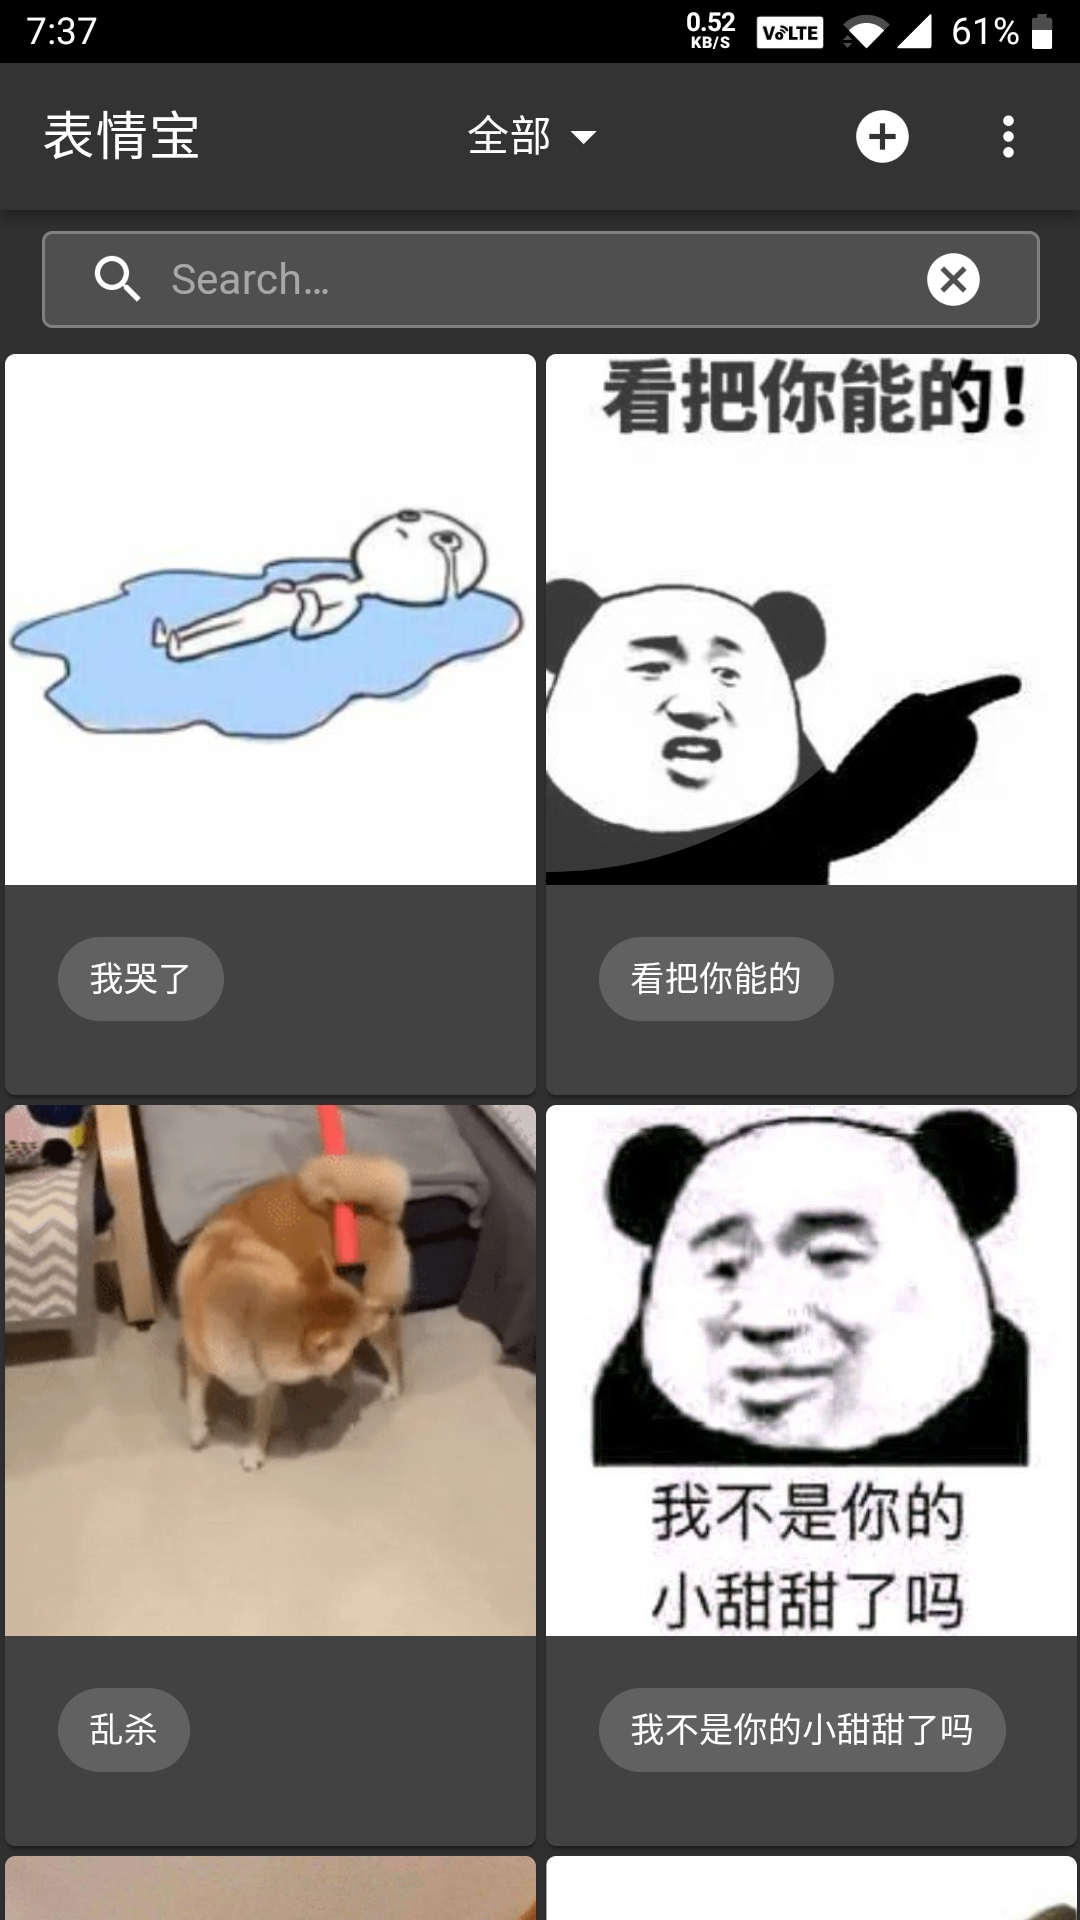 7:37
0.52
KB/S
VoLTE
61%
表情宝
全部
Search...
看把你能的!
我哭了
看把你能的
我不是你的
小甜甜了吗
乱杀
我不是你的小甜甜了吗